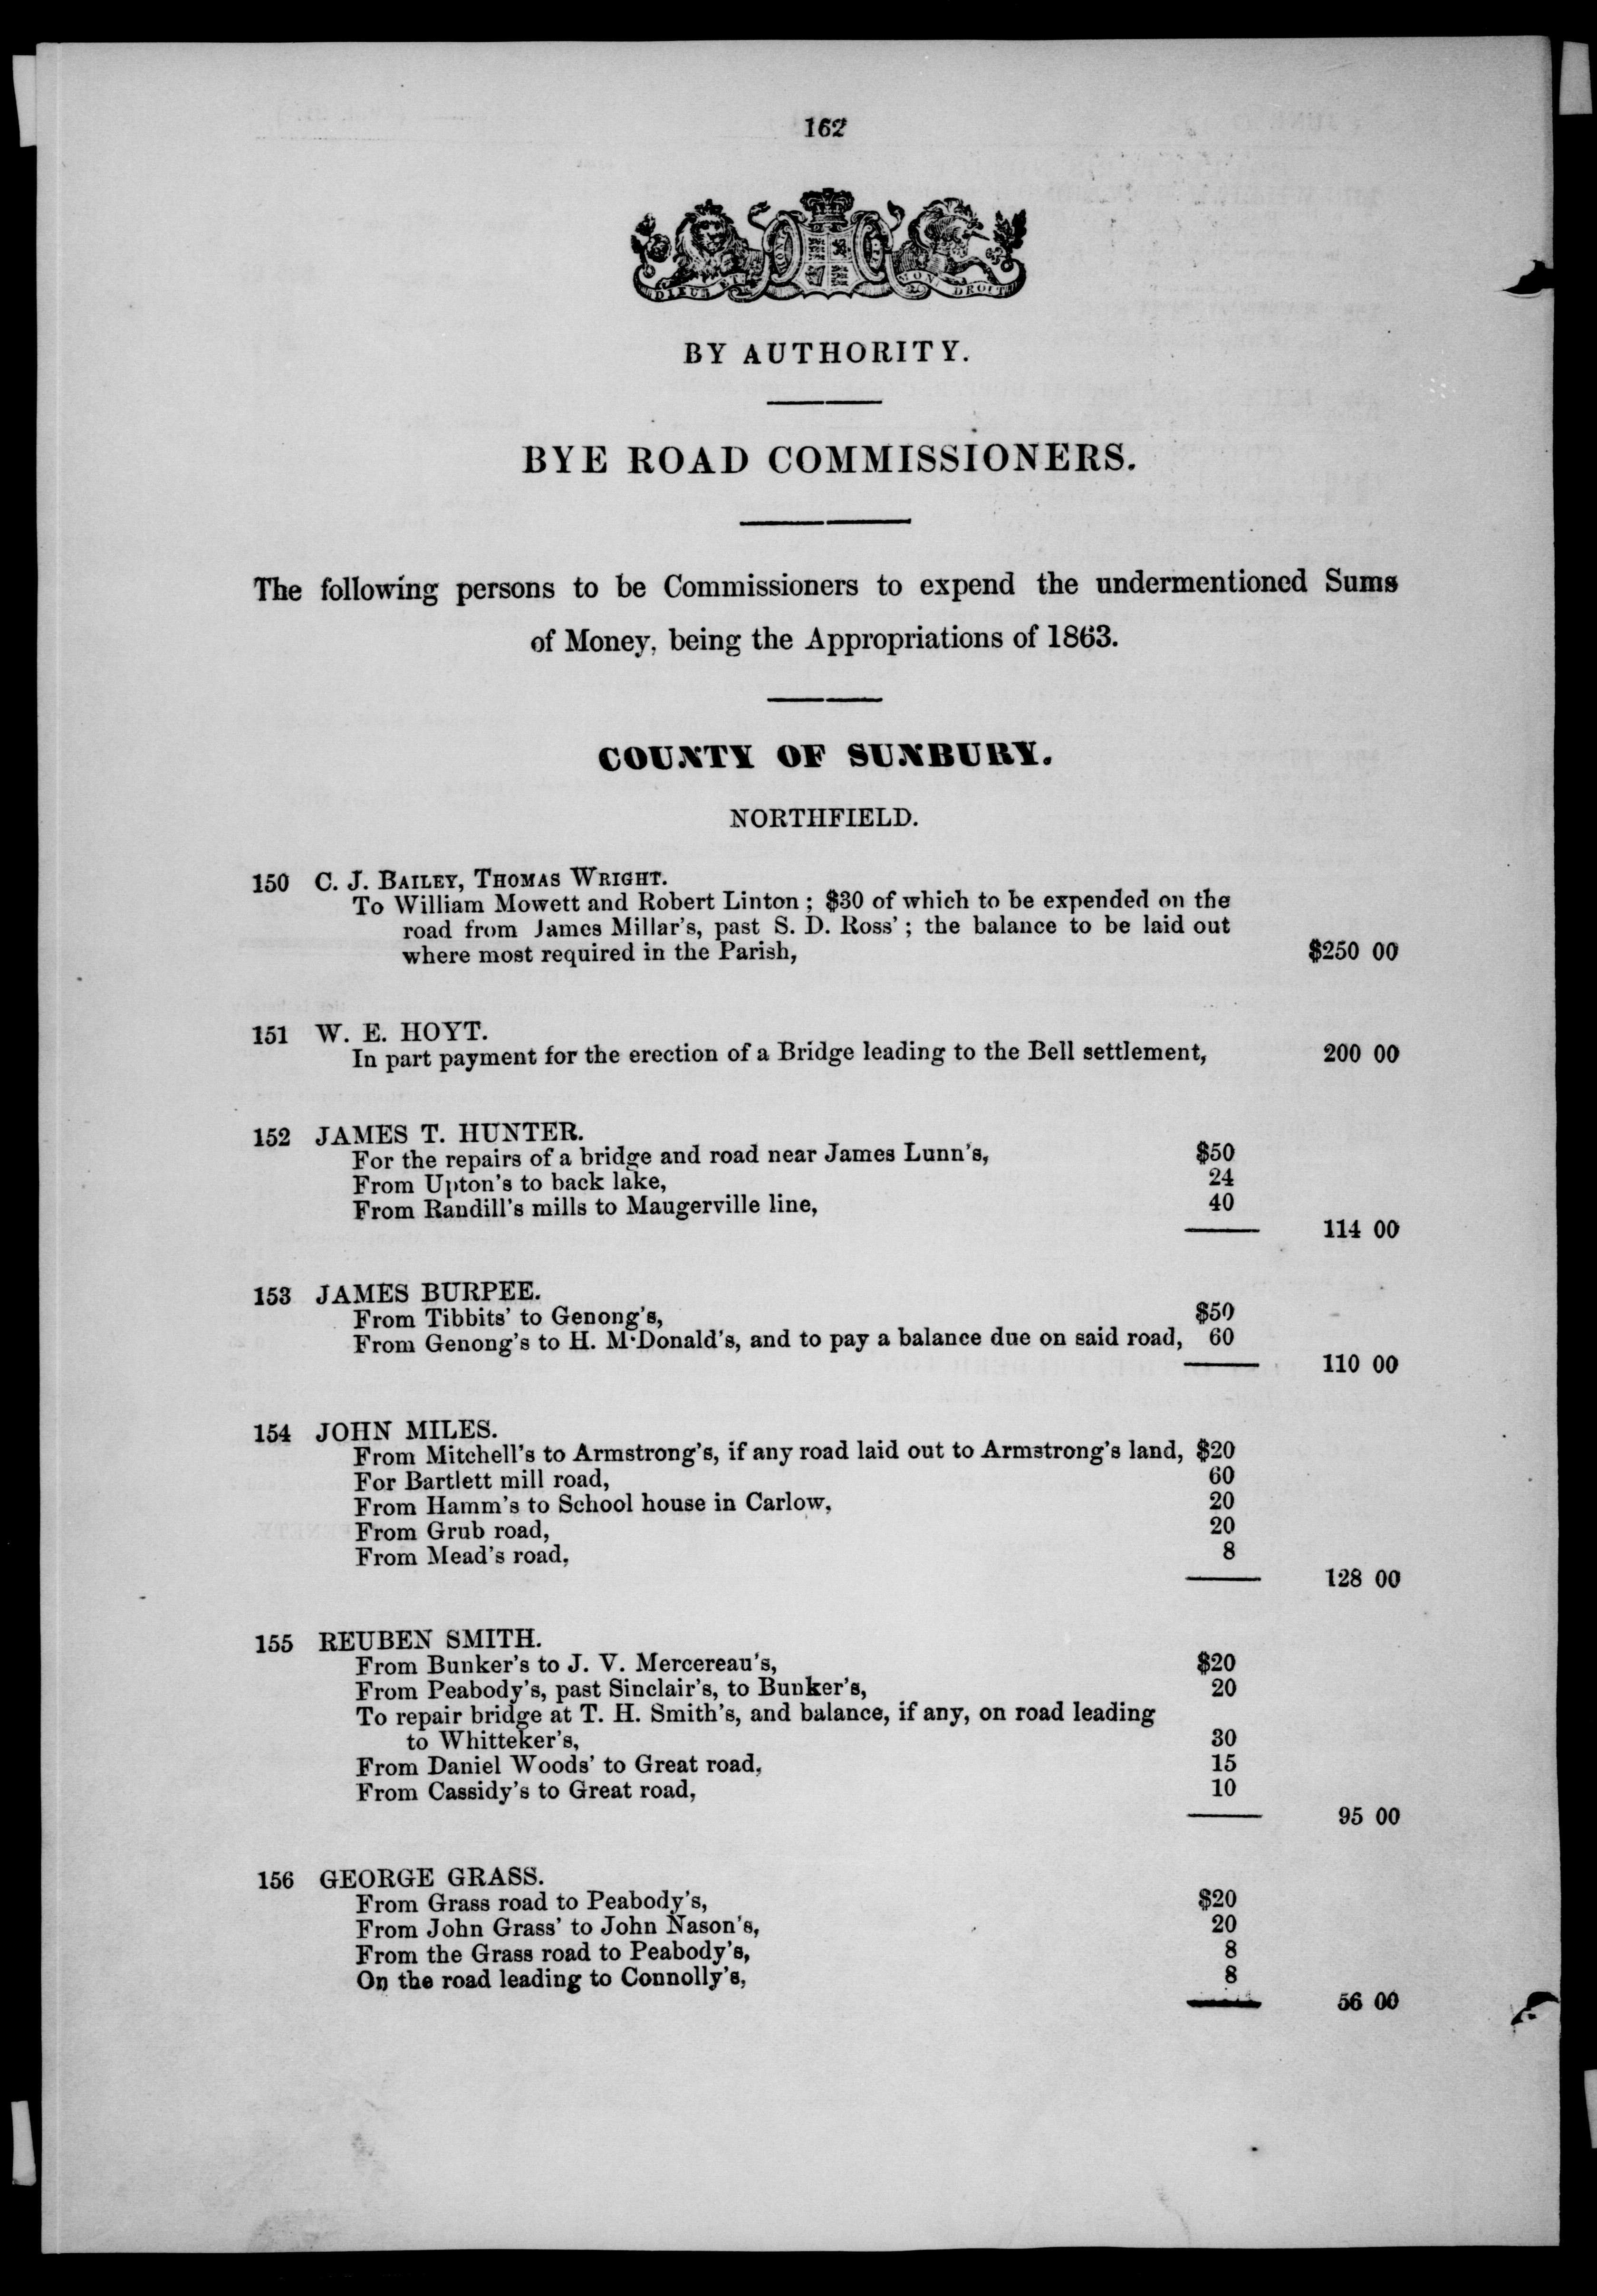 162
DIEU ET MON DROIT
BY AUTHORITY.
BYE ROAD COMMISSIONERS.
The following persons to be Commissioners to expend the undermentioned Sums
of Money, being the Appropriations of 1863.
COUNTY OF SUNBURY.
NORTHFIELD.
150 C. J. BAILEY, THOMAS WRIGHT.
To William Mowett and Robert Linton ; $30 of which to be expended on the
road from James Millar's, past S. D. Ross' ; the balance to be laid out
where most required in the Parish, $250 00
151 W. E. HOYT.
In part payment for the erection of a Bridge leading to the Bell settlement, 200 00
152 JAMES T. HUNTER.
For the repairs of a bridge and road near James Lunn's, $50
From Upton's to back lake, 24
From Randill's mills to Maugerville line, 40
114 00
153 JAMES BURPEE.
From Tibbits' to Genong's, $50
From Genong's to H. M'Donald's, and to pay a balance due on said road, 60
110 00
154 JOHN MILES.
From Mitchell's to Armstrong's, if any road laid out to Armstrong's land, $20
For Bartlett mill road, 60
From Hamm's to School house in Carlow, 20
From Grub road, 20
From Mead's road, 8
128 00
155 REUBEN SMITH.
From Bunker's to J. V. Mercereau's, $20
From Peabody's, past Sinclair's, to Bunker's, 20
To repair bridge at T. H. Smith's, and balance, if any, on road leading
to Whitteker's, 30
From Daniel Woods' to Great road, 15
From Cassidy's to Great road, 10
95 00
156 GEORGE GRASS.
From Grass road to Peabody's, $20
From John Grass' to John Nason's, 20
From the Grass road to Peabody's, 8
On the road leading to Connolly's, 8
56 00